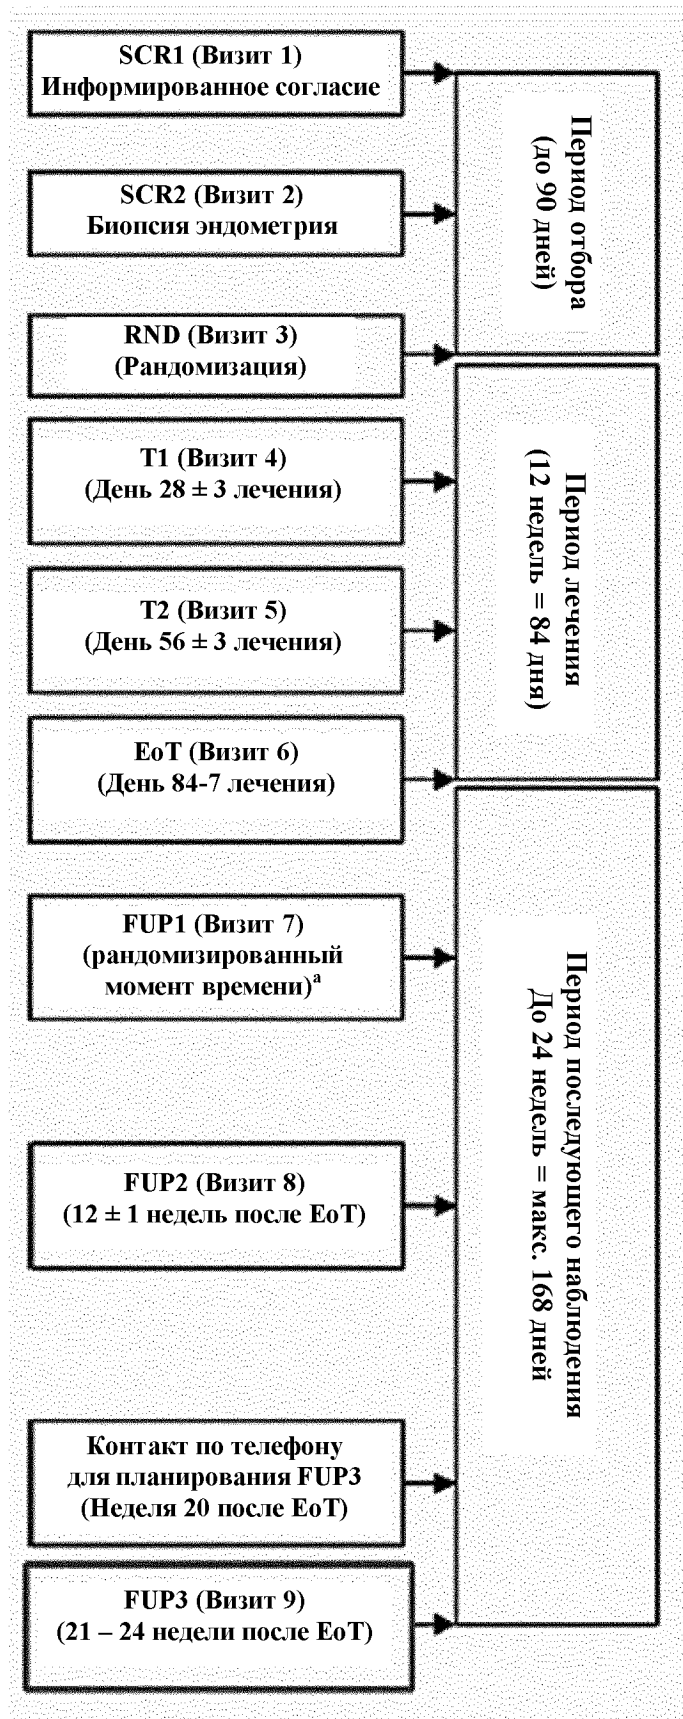 SCR1 (Визит 1)
Информированное согласие
SCR2 (Визит 2)
Биопсия эндометрия
RND (Визит 3)
(Рандомизация)
Период отбора
(до 90 дней)
T1 (Визит 4)
(День 28 ± 3 лечения)
T2 (Визит 5)
(День 56 ± 3 лечения)
EoT (Визит 6)
(День 84-7 лечения)
Период лечения
(12 недель = 84 дня)
FUP1 (Визит 7)
(рандомизированный
момент времени)ᵃ
FUP2 (Визит 8)
(12 ± 1 недель после EoT)
Контакт по телефону
для планирования FUP3
(Неделя 20 после EoT)
FUP3 (Визит 9)
(21 – 24 недели после EoT)
Период последующего наблюдения
До 24 недель = макс. 168 дней